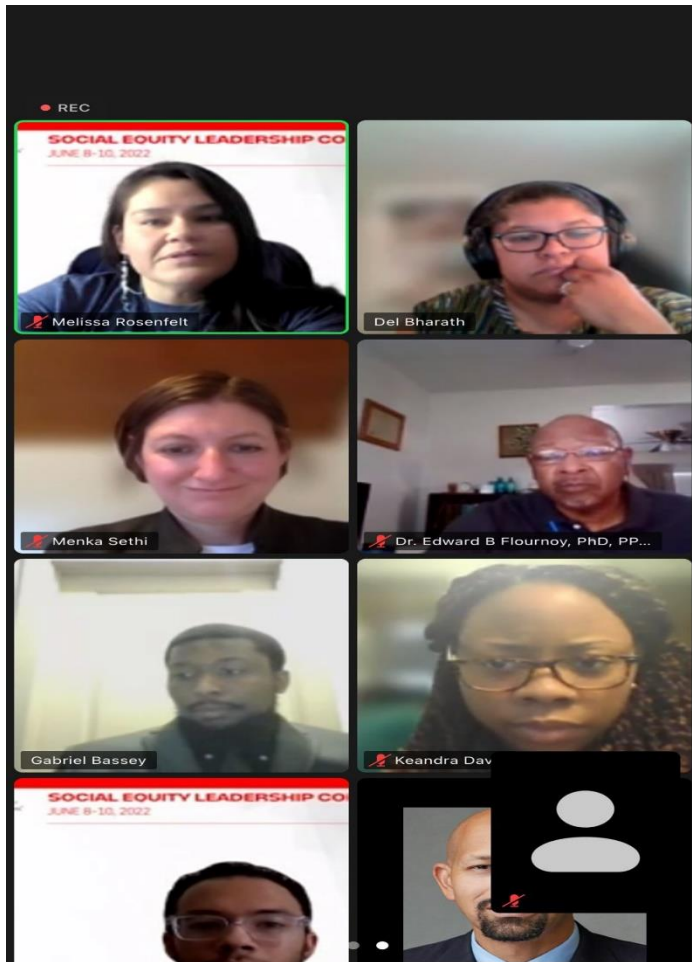 REC
SOCIAL EQUITY LEADERSHIP CO
JUNE 8-10, 2022
Melissa Rosenfelt
Del Bharath
Menka Sethi
Dr. Edward B Flournoy, PhD, PP...
Gabriel Bassey
Keandra Dav
SOCIAL EQUITY LEADERSHIP CO
JUNE 8-10, 2022